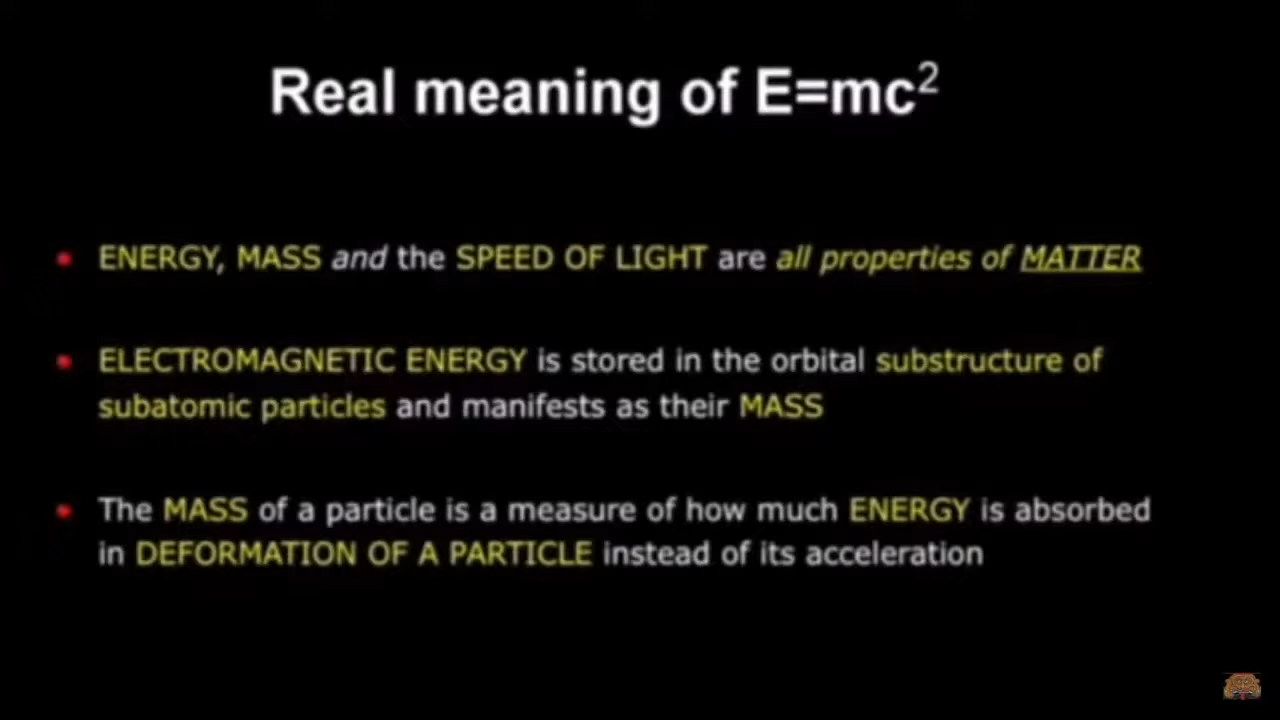 Real meaning of E=mc²
• ENERGY, MASS and the SPEED OF LIGHT are all properties of MATTER
• ELECTROMAGNETIC ENERGY is stored in the orbital substructure of
subatomic particles and manifests as their MASS
• The MASS of a particle is a measure of how much ENERGY is absorbed
in DEFORMATION OF A PARTICLE instead of its acceleration